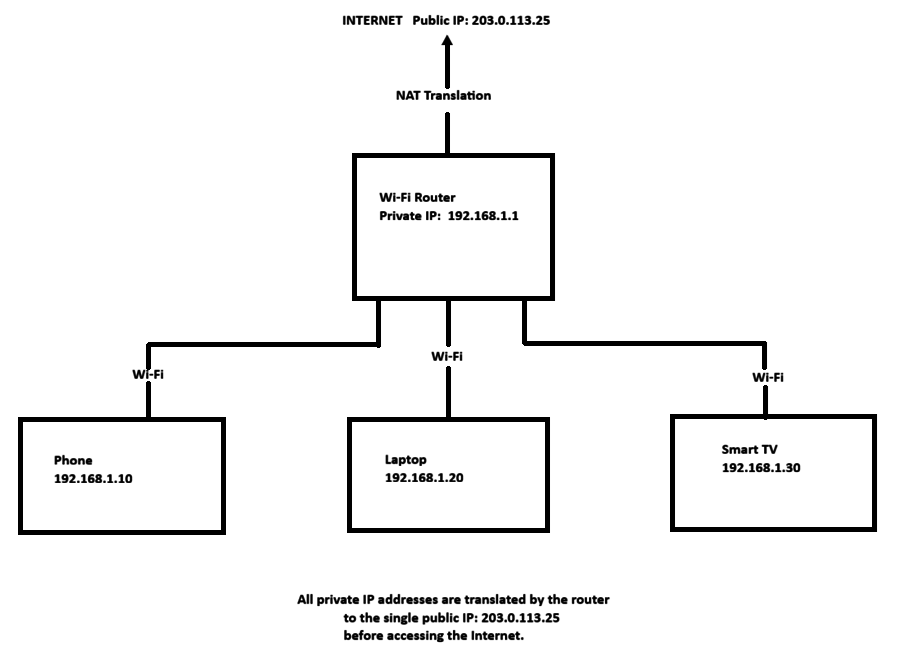 INTERNET   Public IP: 203.0.113.25
NAT Translation
Wi-Fi Router
Private IP:  192.168.1.1
Wi-Fi
Wi-Fi
Wi-Fi
Phone
192.168.1.10
Laptop
192.168.1.20
Smart TV
192.168.1.30
All private IP addresses are translated by the router
to the single public IP: 203.0.113.25
before accessing the Internet.